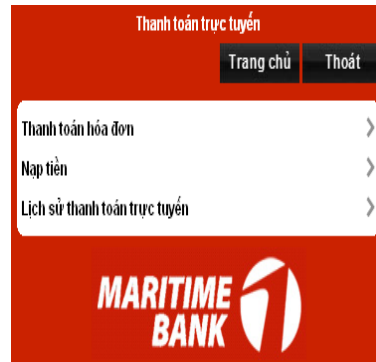 Thanh toán trực tuyến
Trang chủ Thoát
Thanh toán hóa đơn
Nạp tiền
Lịch sử thanh toán trực tuyến
MARITIME
BANK